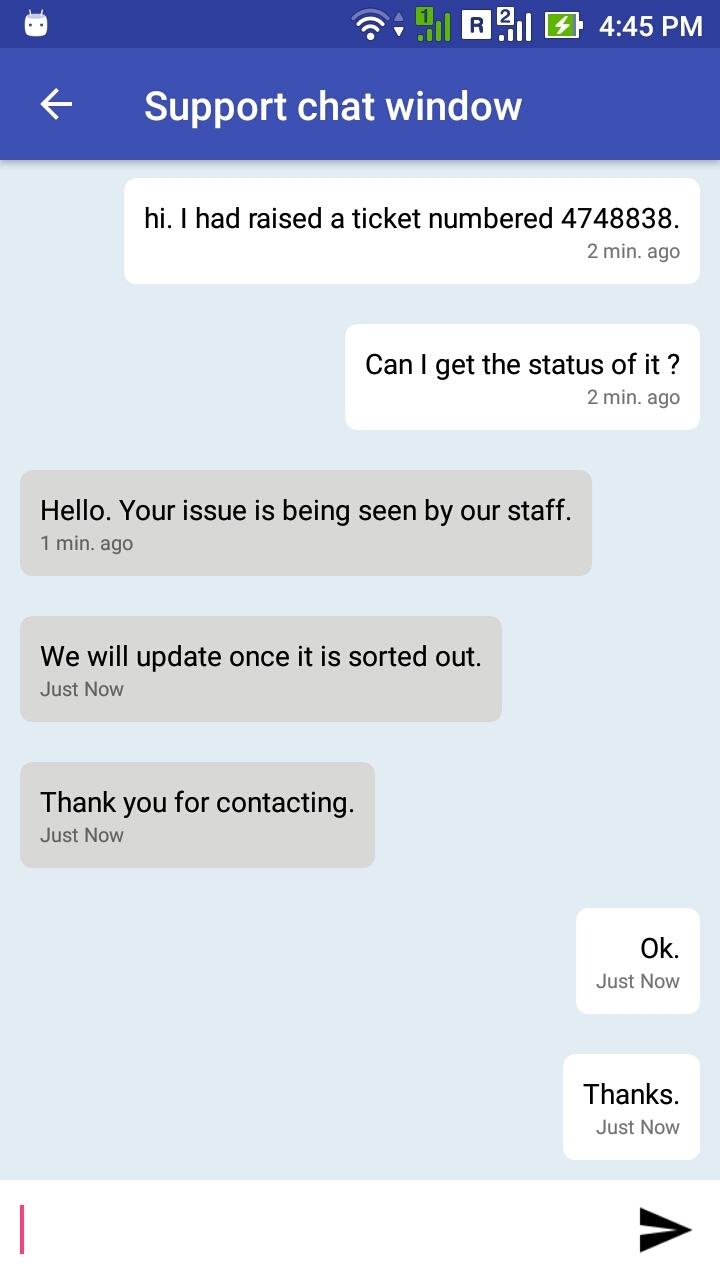 1 R 2 4:45 PM
Support chat window
hi. I had raised a ticket numbered 4748838.
2 min. ago
Can I get the status of it ?
2 min. ago
Hello. Your issue is being seen by our staff.
1 min. ago
We will update once it is sorted out.
Just Now
Thank you for contacting.
Just Now
Ok.
Just Now
Thanks.
Just Now